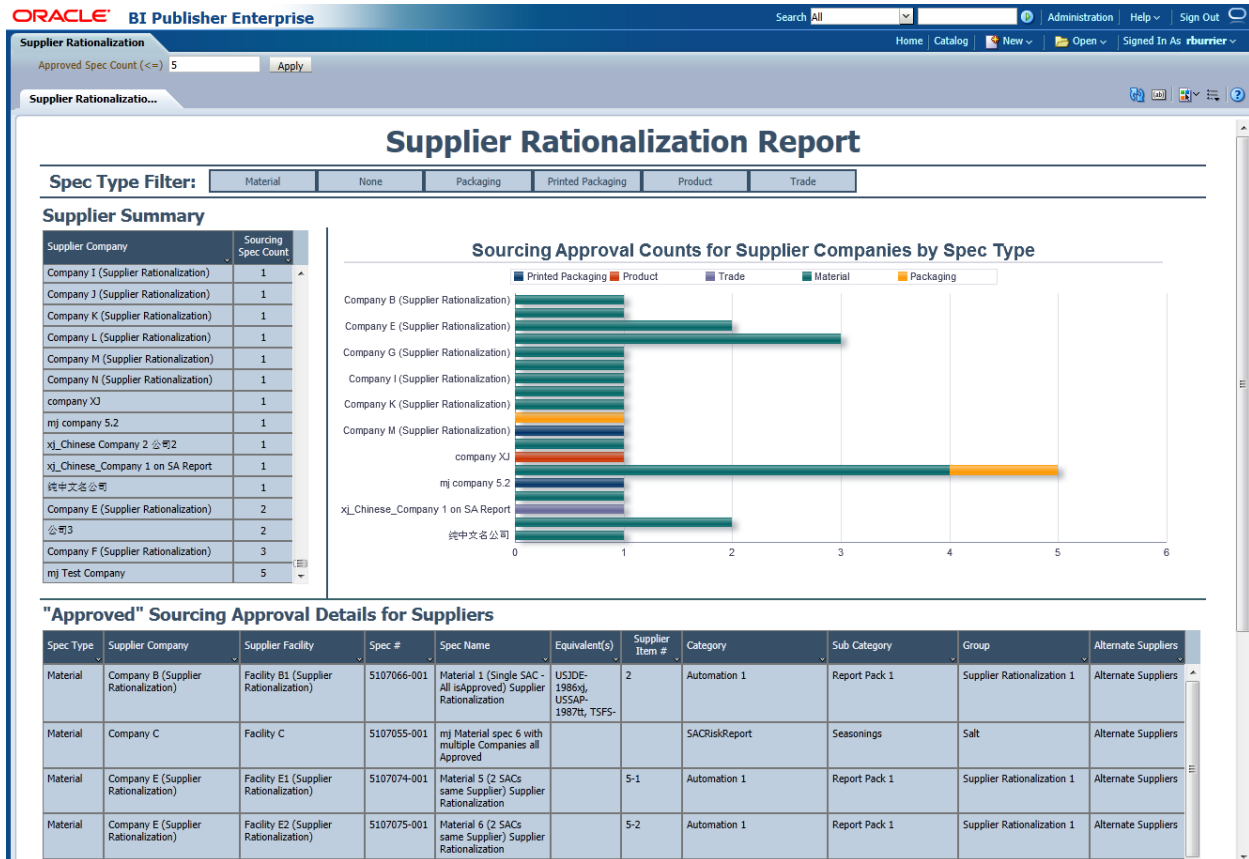 ORACLE BI Publisher Enterprise
Search All
Administration Help Sign Out
Supplier Rationalization
Home Catalog New Open Signed In As rburrier
Approved Spec Count (<=) 5 Apply
Supplier Rationalizatio...
Supplier Rationalization Report
Spec Type Filter: Material None Packaging Printed Packaging Product Trade
Supplier Summary
Supplier Company Sourcing Spec Count
Company I (Supplier Rationalization) 1
Company J (Supplier Rationalization) 1
Company K (Supplier Rationalization) 1
Company L (Supplier Rationalization) 1
Company M (Supplier Rationalization) 1
Company N (Supplier Rationalization) 1
company XJ 1
mj company 5.2 1
xj_Chinese Company 2 公司2 1
xj_Chinese_Company 1 on SA Report 1
纯中文名公司 1
Company E (Supplier Rationalization) 2
公司3 2
Company F (Supplier Rationalization) 3
mj Test Company 5
Sourcing Approval Counts for Supplier Companies by Spec Type
Printed Packaging Product Trade Material Packaging
Company B (Supplier Rationalization)
Company E (Supplier Rationalization)
Company G (Supplier Rationalization)
Company I (Supplier Rationalization)
Company K (Supplier Rationalization)
Company M (Supplier Rationalization)
company XJ
mj company 5.2
xj_Chinese_Company 1 on SA Report
纯中文名公司
0 1 2 3 4 5 6
"Approved" Sourcing Approval Details for Suppliers
Spec Type Supplier Company Supplier Facility Spec # Spec Name Equivalent(s) Supplier Item # Category Sub Category Group Alternate Suppliers
Material Company B (Supplier Rationalization) Facility B1 (Supplier Rationalization) 5107066-001 Material 1 (Single SAC - All isApproved) Supplier Rationalization USJDE-1986xj, USSAP-1987tt, TSFS- 2 Automation 1 Report Pack 1 Supplier Rationalization 1 Alternate Suppliers
Material Company C Facility C 5107055-001 mj Material spec 6 with multiple Companies all Approved SACRiskReport Seasonings Salt Alternate Suppliers
Material Company E (Supplier Rationalization) Facility E1 (Supplier Rationalization) 5107074-001 Material 5 (2 SACs same Supplier) Supplier Rationalization 5-1 Automation 1 Report Pack 1 Supplier Rationalization 1 Alternate Suppliers
Material Company E (Supplier Rationalization) Facility E2 (Supplier Rationalization) 5107075-001 Material 6 (2 SACs same Supplier) Supplier Rationalization 5-2 Automation 1 Report Pack 1 Supplier Rationalization 1 Alternate Suppliers